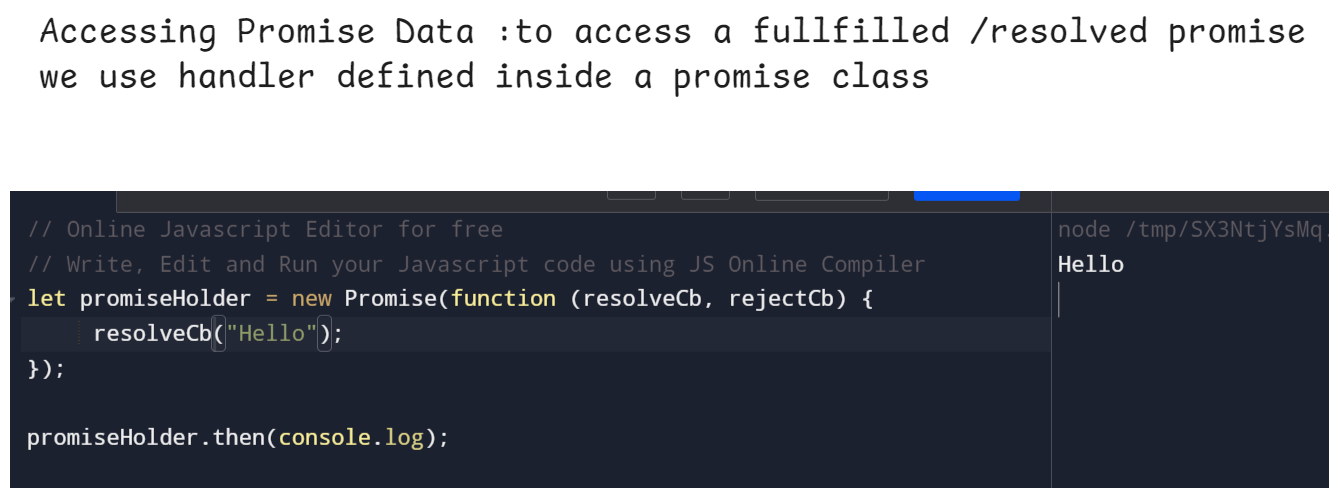 Accessing Promise Data :to access a fullfilled /resolved promise
we use handler defined inside a promise class
// Online Javascript Editor for free
// Write, Edit and Run your Javascript code using JS Online Compiler
let promiseHolder = new Promise(function (resolveCb, rejectCb) {
resolveCb("Hello");
});
promiseHolder.then(console.log);
node /tmp/SX3NtjYsMq.
Hello